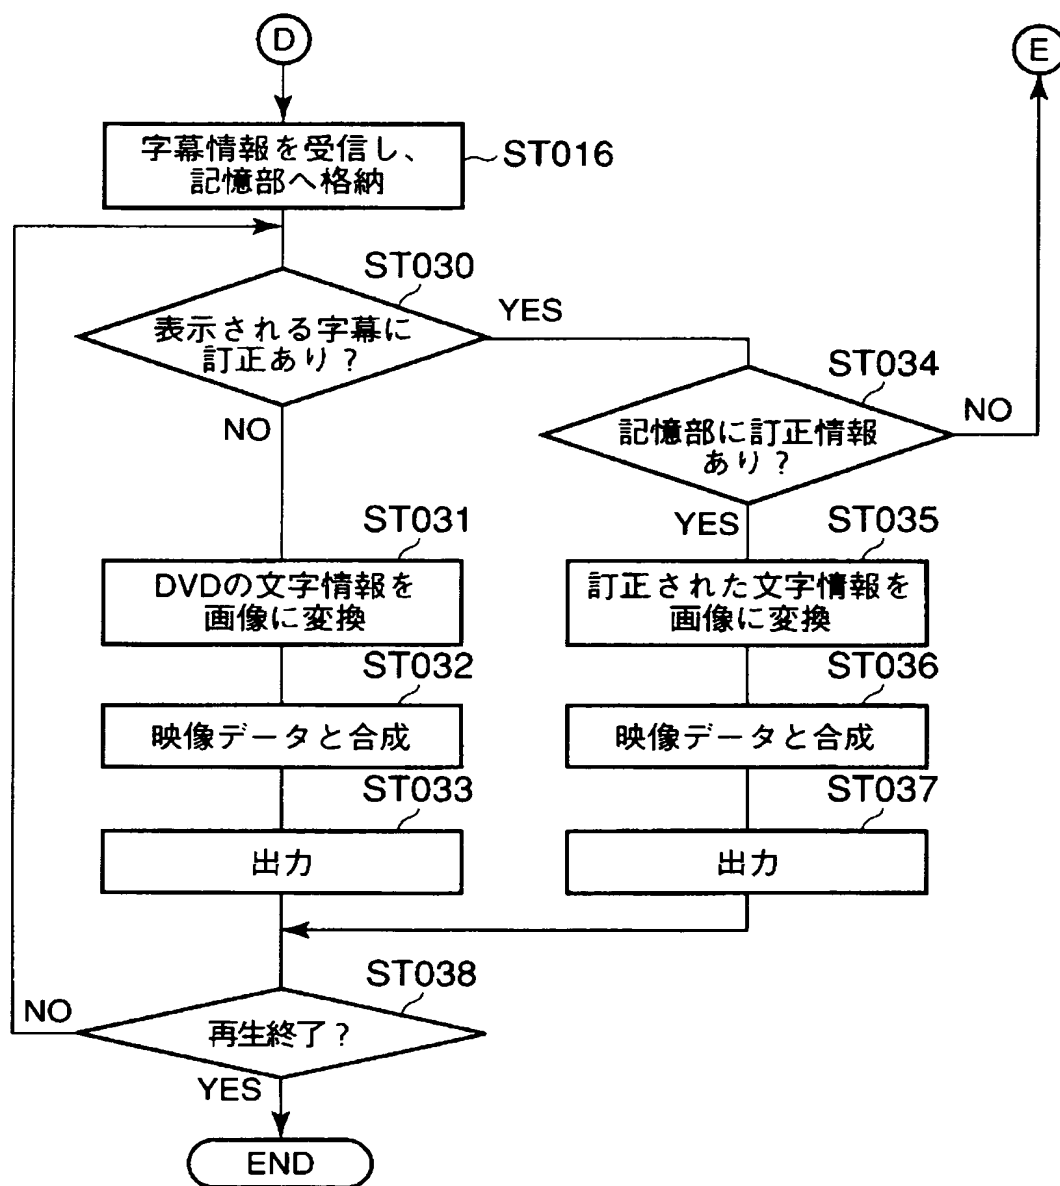 D
E
字幕情報を受信し、
記憶部へ格納
ST016
ST030
表示される字幕に
訂正あり?
YES
NO
ST034
記憶部に訂正情報
あり?
NO
YES
ST031
DVDの文字情報を
画像に変換
ST035
訂正された文字情報を
画像に変換
ST032
映像データと合成
ST036
映像データと合成
ST033
出力
ST037
出力
ST038
再生終了?
NO
YES
END